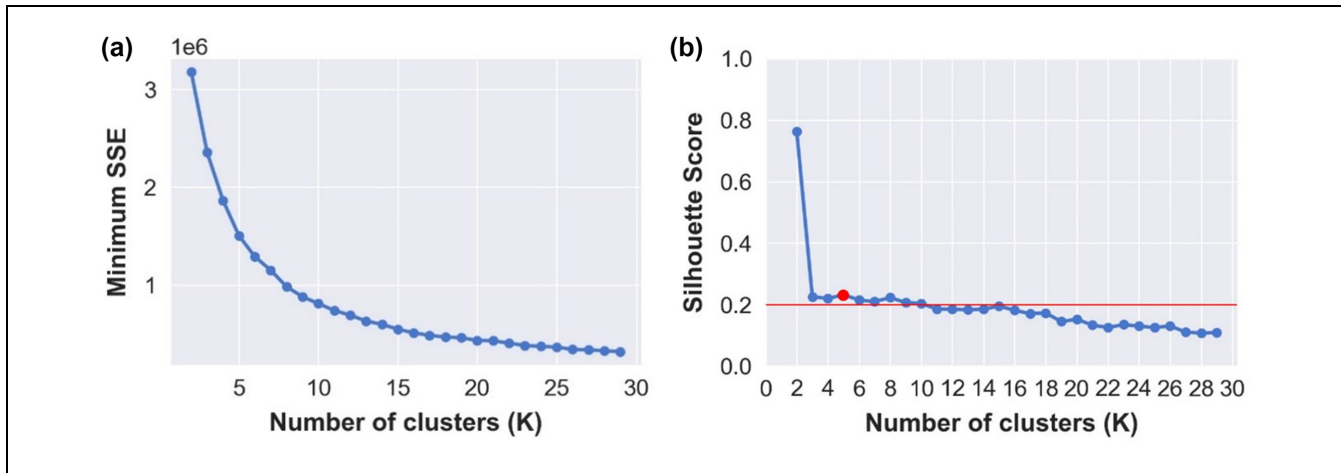 (a)
1e6
3
2
1
Minimum SSE
5 10 15 20 25 30
Number of clusters (K)
(b)
1.0
0.8
0.6
0.4
0.2
0.0
Silhouette Score
0 2 4 6 8 10 12 14 16 18 20 22 24 26 28 30
Number of clusters (K)